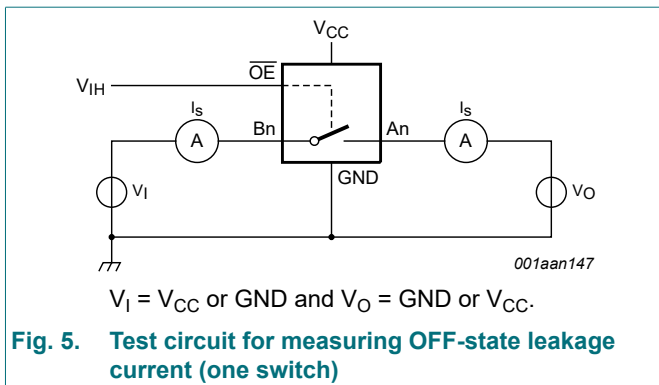 VCC
OE
VIH
Is
Bn
An
Is
A
A
GND
VI
VO
001aan147
VI = VCC or GND and VO = GND or VCC.
Fig. 5. Test circuit for measuring OFF-state leakage
current (one switch)